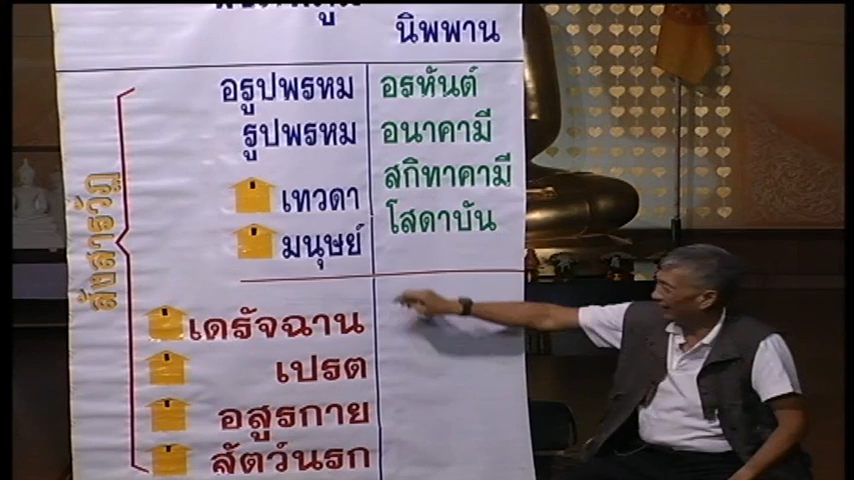 นิพพาน
อรูปพรหม อรหันต์
รูปพรหม อนาคามี
สกิทาคามี
เทวดา
โสดาบัน
มนุษย์
สังสารวัฏ
เดรัจฉาน
เปรต
อสูรกาย
สัตว์นรก